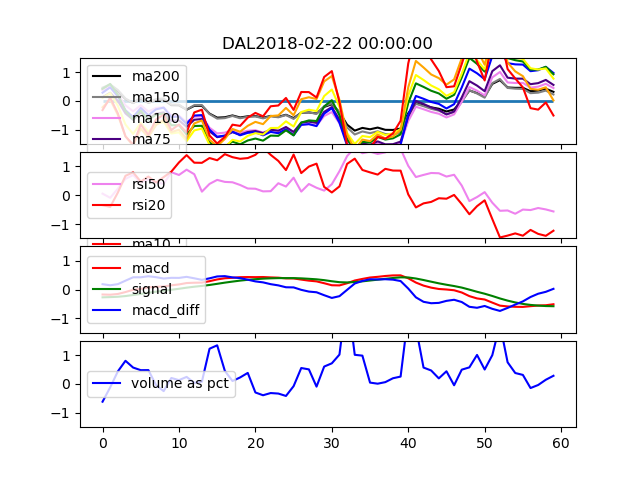 DAL2018-02-22 00:00:00
1
0
−1
ma200
ma150
ma100
ma75
1
0
−1
rsi50
rsi20
ma10
1
0
−1
macd
signal
macd_diff
1
0
−1
volume as pct
0 10 20 30 40 50 60